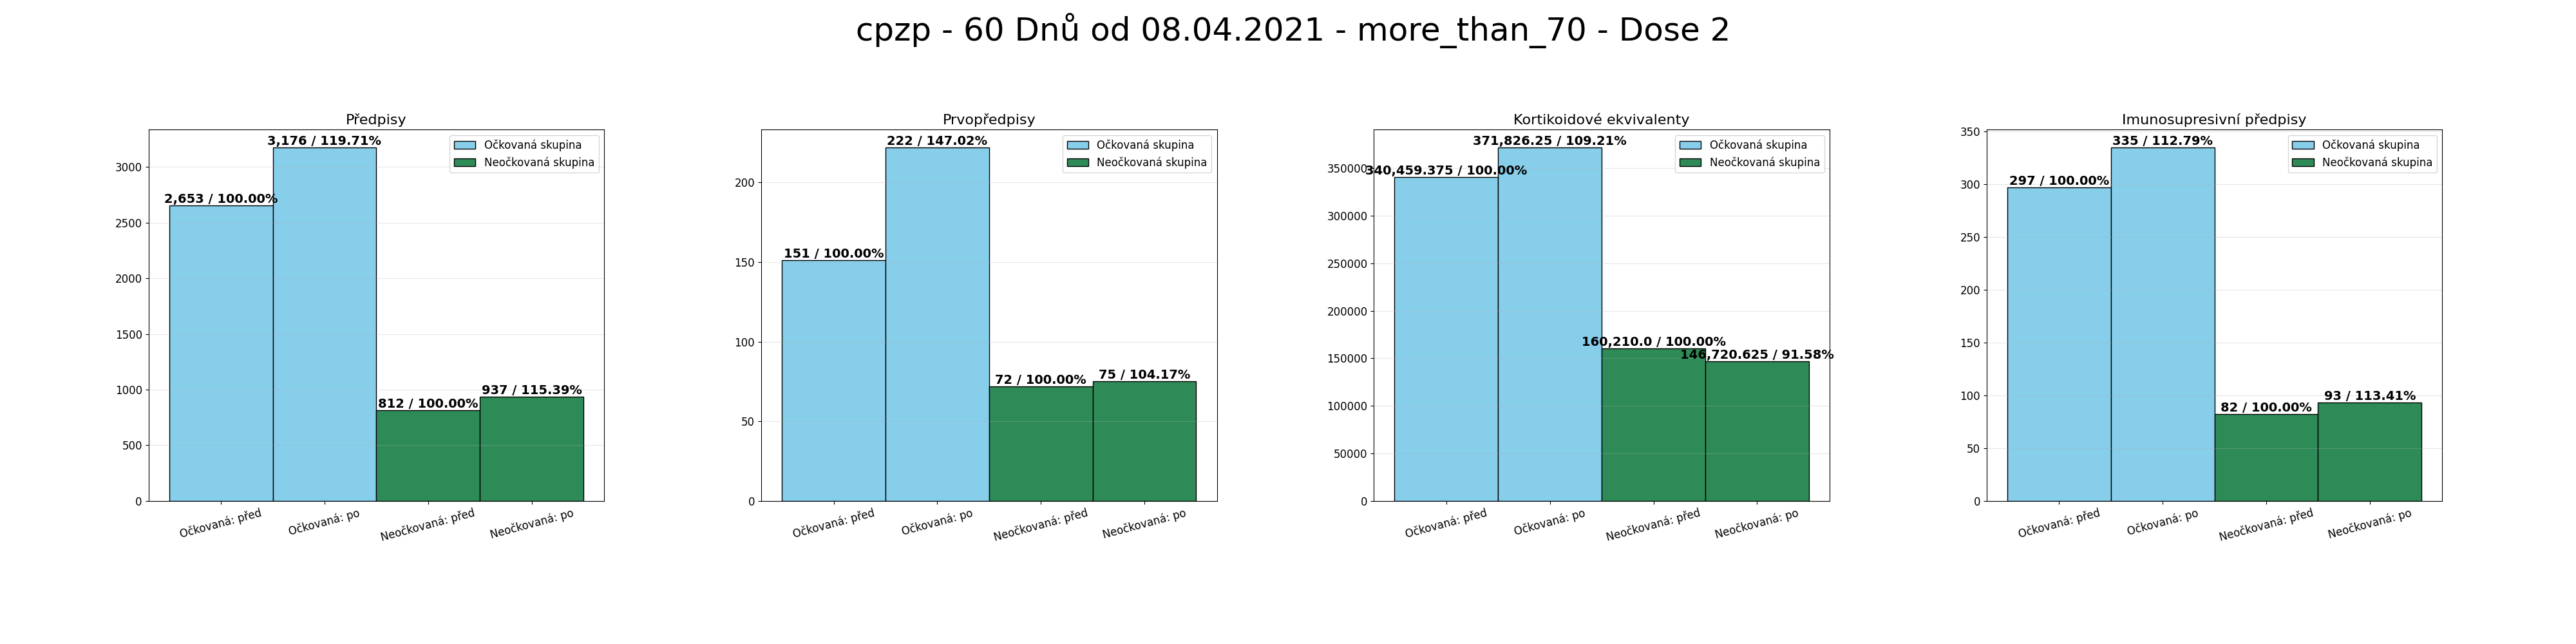 cpzp - 60 Dnů od 08.04.2021 - more_than_70 - Dose 2
Předpisy
3000
2500
2000
1500
1000
500
0
2,653 / 100.00%
3,176 / 119.71%
812 / 100.00%
937 / 115.39%
Očkovaná skupina
Neočkovaná skupina
Očkovaná: před
Očkovaná: po
Neočkovaná: před
Neočkovaná: po
Prvopředpisy
200
150
100
50
0
151 / 100.00%
222 / 147.02%
72 / 100.00%
75 / 104.17%
Očkovaná skupina
Neočkovaná skupina
Očkovaná: před
Očkovaná: po
Neočkovaná: před
Neočkovaná: po
Kortikoidové ekvivalenty
350000
300000
250000
200000
150000
100000
50000
0
340,459.375 / 100.00%
371,826.25 / 109.21%
160,210.0 / 100.00%
146,720.625 / 91.58%
Očkovaná skupina
Neočkovaná skupina
Očkovaná: před
Očkovaná: po
Neočkovaná: před
Neočkovaná: po
Imunosupresivní předpisy
350
300
250
200
150
100
50
0
297 / 100.00%
335 / 112.79%
82 / 100.00%
93 / 113.41%
Očkovaná skupina
Neočkovaná skupina
Očkovaná: před
Očkovaná: po
Neočkovaná: před
Neočkovaná: po